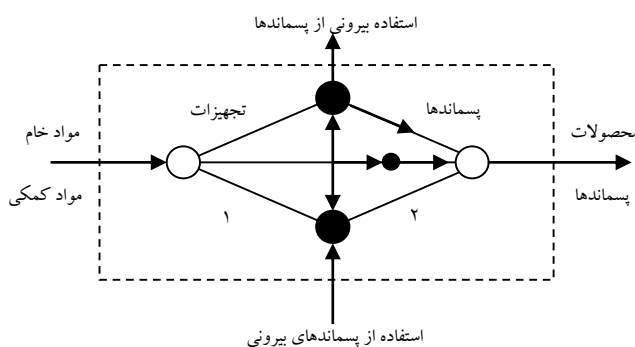 استفاده بیرونی از پسماندها
تجهیزات
پسماندها
مواد خام
محصولات
مواد کمکی
پسماندها
۱
۲
استفاده از پسماندهای بیرونی